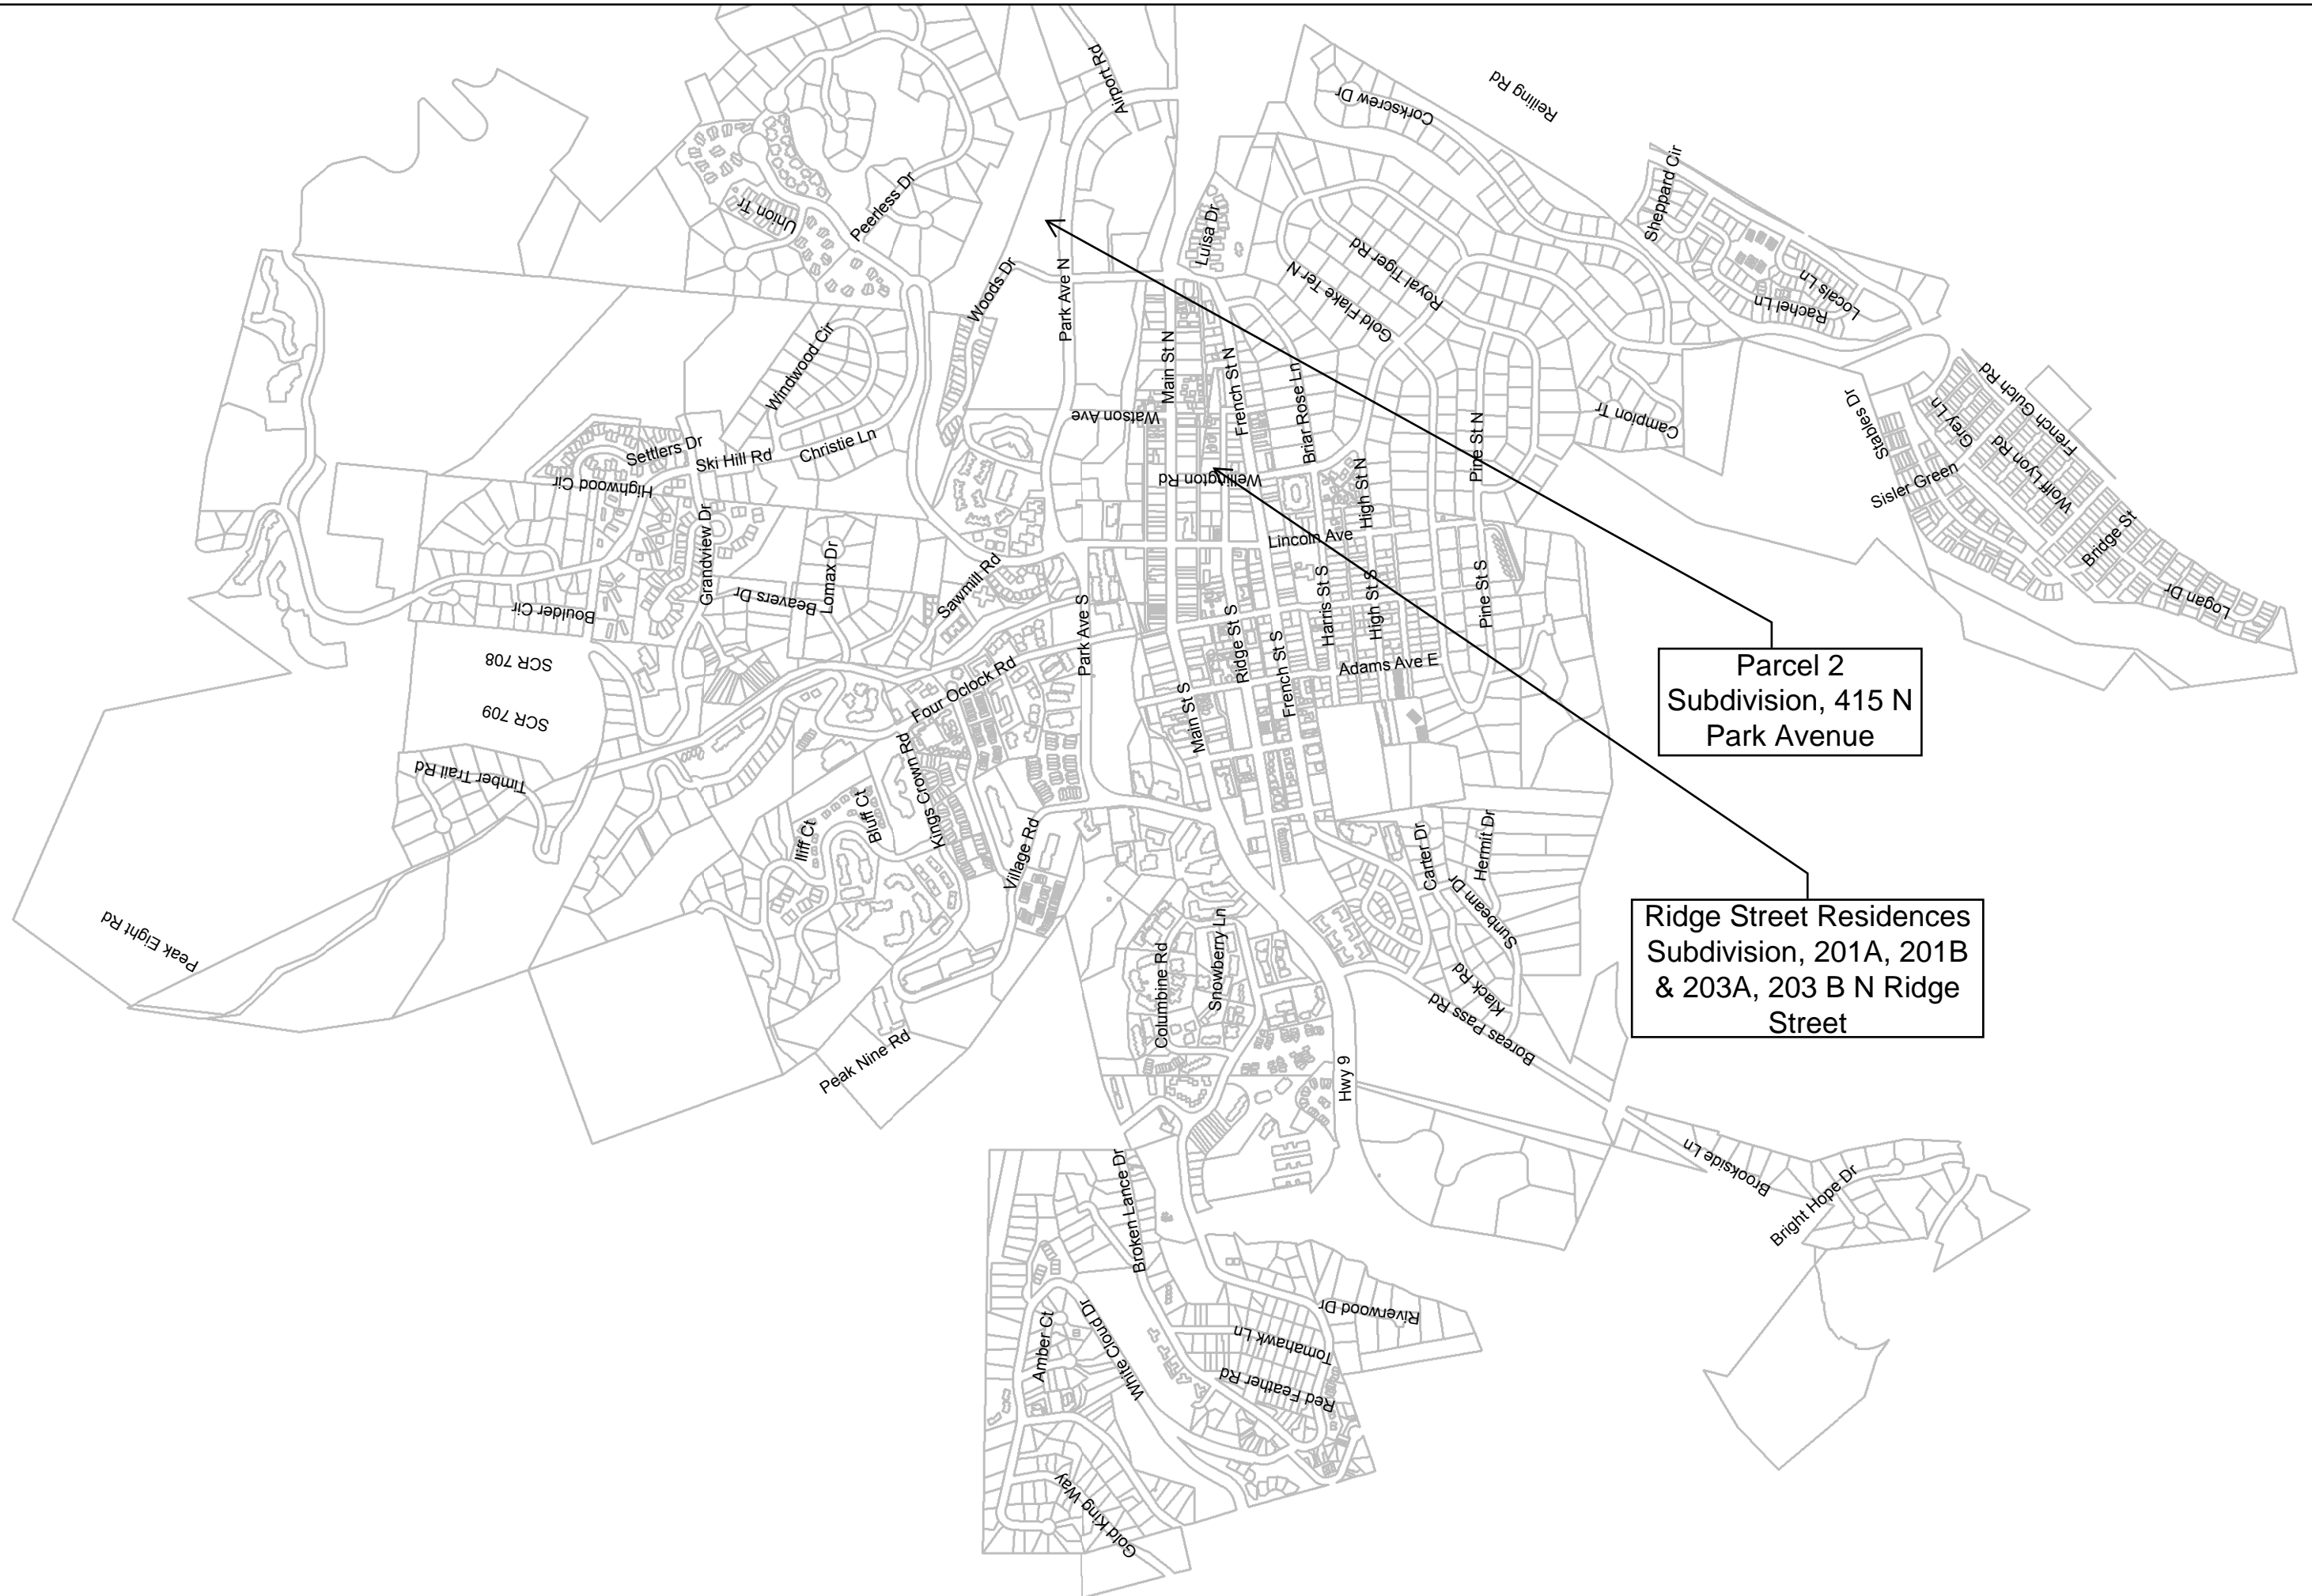 Airport Rd
Reiling Rd
Corkscrew Dr
Sheppard Cir
Union Tr
Peerless Dr
Luisa Dr
Woods Dr
Park Ave N
Gold Flake Ter N
Royal Tiger Rd
Locals Ln
Rachel Ln
Windwood Cir
Main St N
French St N
Briar Rose Ln
Campion Tr
Stables Dr
Grey Ln
French Gulch Rd
Wolff Lyon Rd
Watson Ave
Settlers Dr
Ski Hill Rd
Christie Ln
Pine St N
Highwood Cir
Wellington Rd
High St N
Sisler Green
Bridge St
Lincoln Ave
Grandview Dr
Lomax Dr
Beavers Dr
Sawmill Rd
Boulder Cir
Logan Dr
Park Ave S
Ridge St S
Harris St S
High St S
Pine St S
SCR 708
SCR 709
Four Oclock Rd
French St S
Adams Ave E
Main St S
Parcel 2
Subdivision, 415 N
Park Avenue
Timber Trail Rd
Kings Crown Rd
Bluff Ct
Iliff Ct
Village Rd
Carter Dr
Hermit Dr
Sunbeam Dr
Peak Eight Rd
Columbine Rd
Snowberry Ln
Klack Rd
Boreas Pass Rd
Ridge Street Residences
Subdivision, 201A, 201B
& 203A, 203 B N Ridge
Street
Peak Nine Rd
Hwy 9
Brookside Ln
Bright Hope Dr
Broken Lance Dr
Riverwood Dr
Amber Ct
White Cloud Dr
Tomahawk Ln
Red Feather Rd
Gold King Way